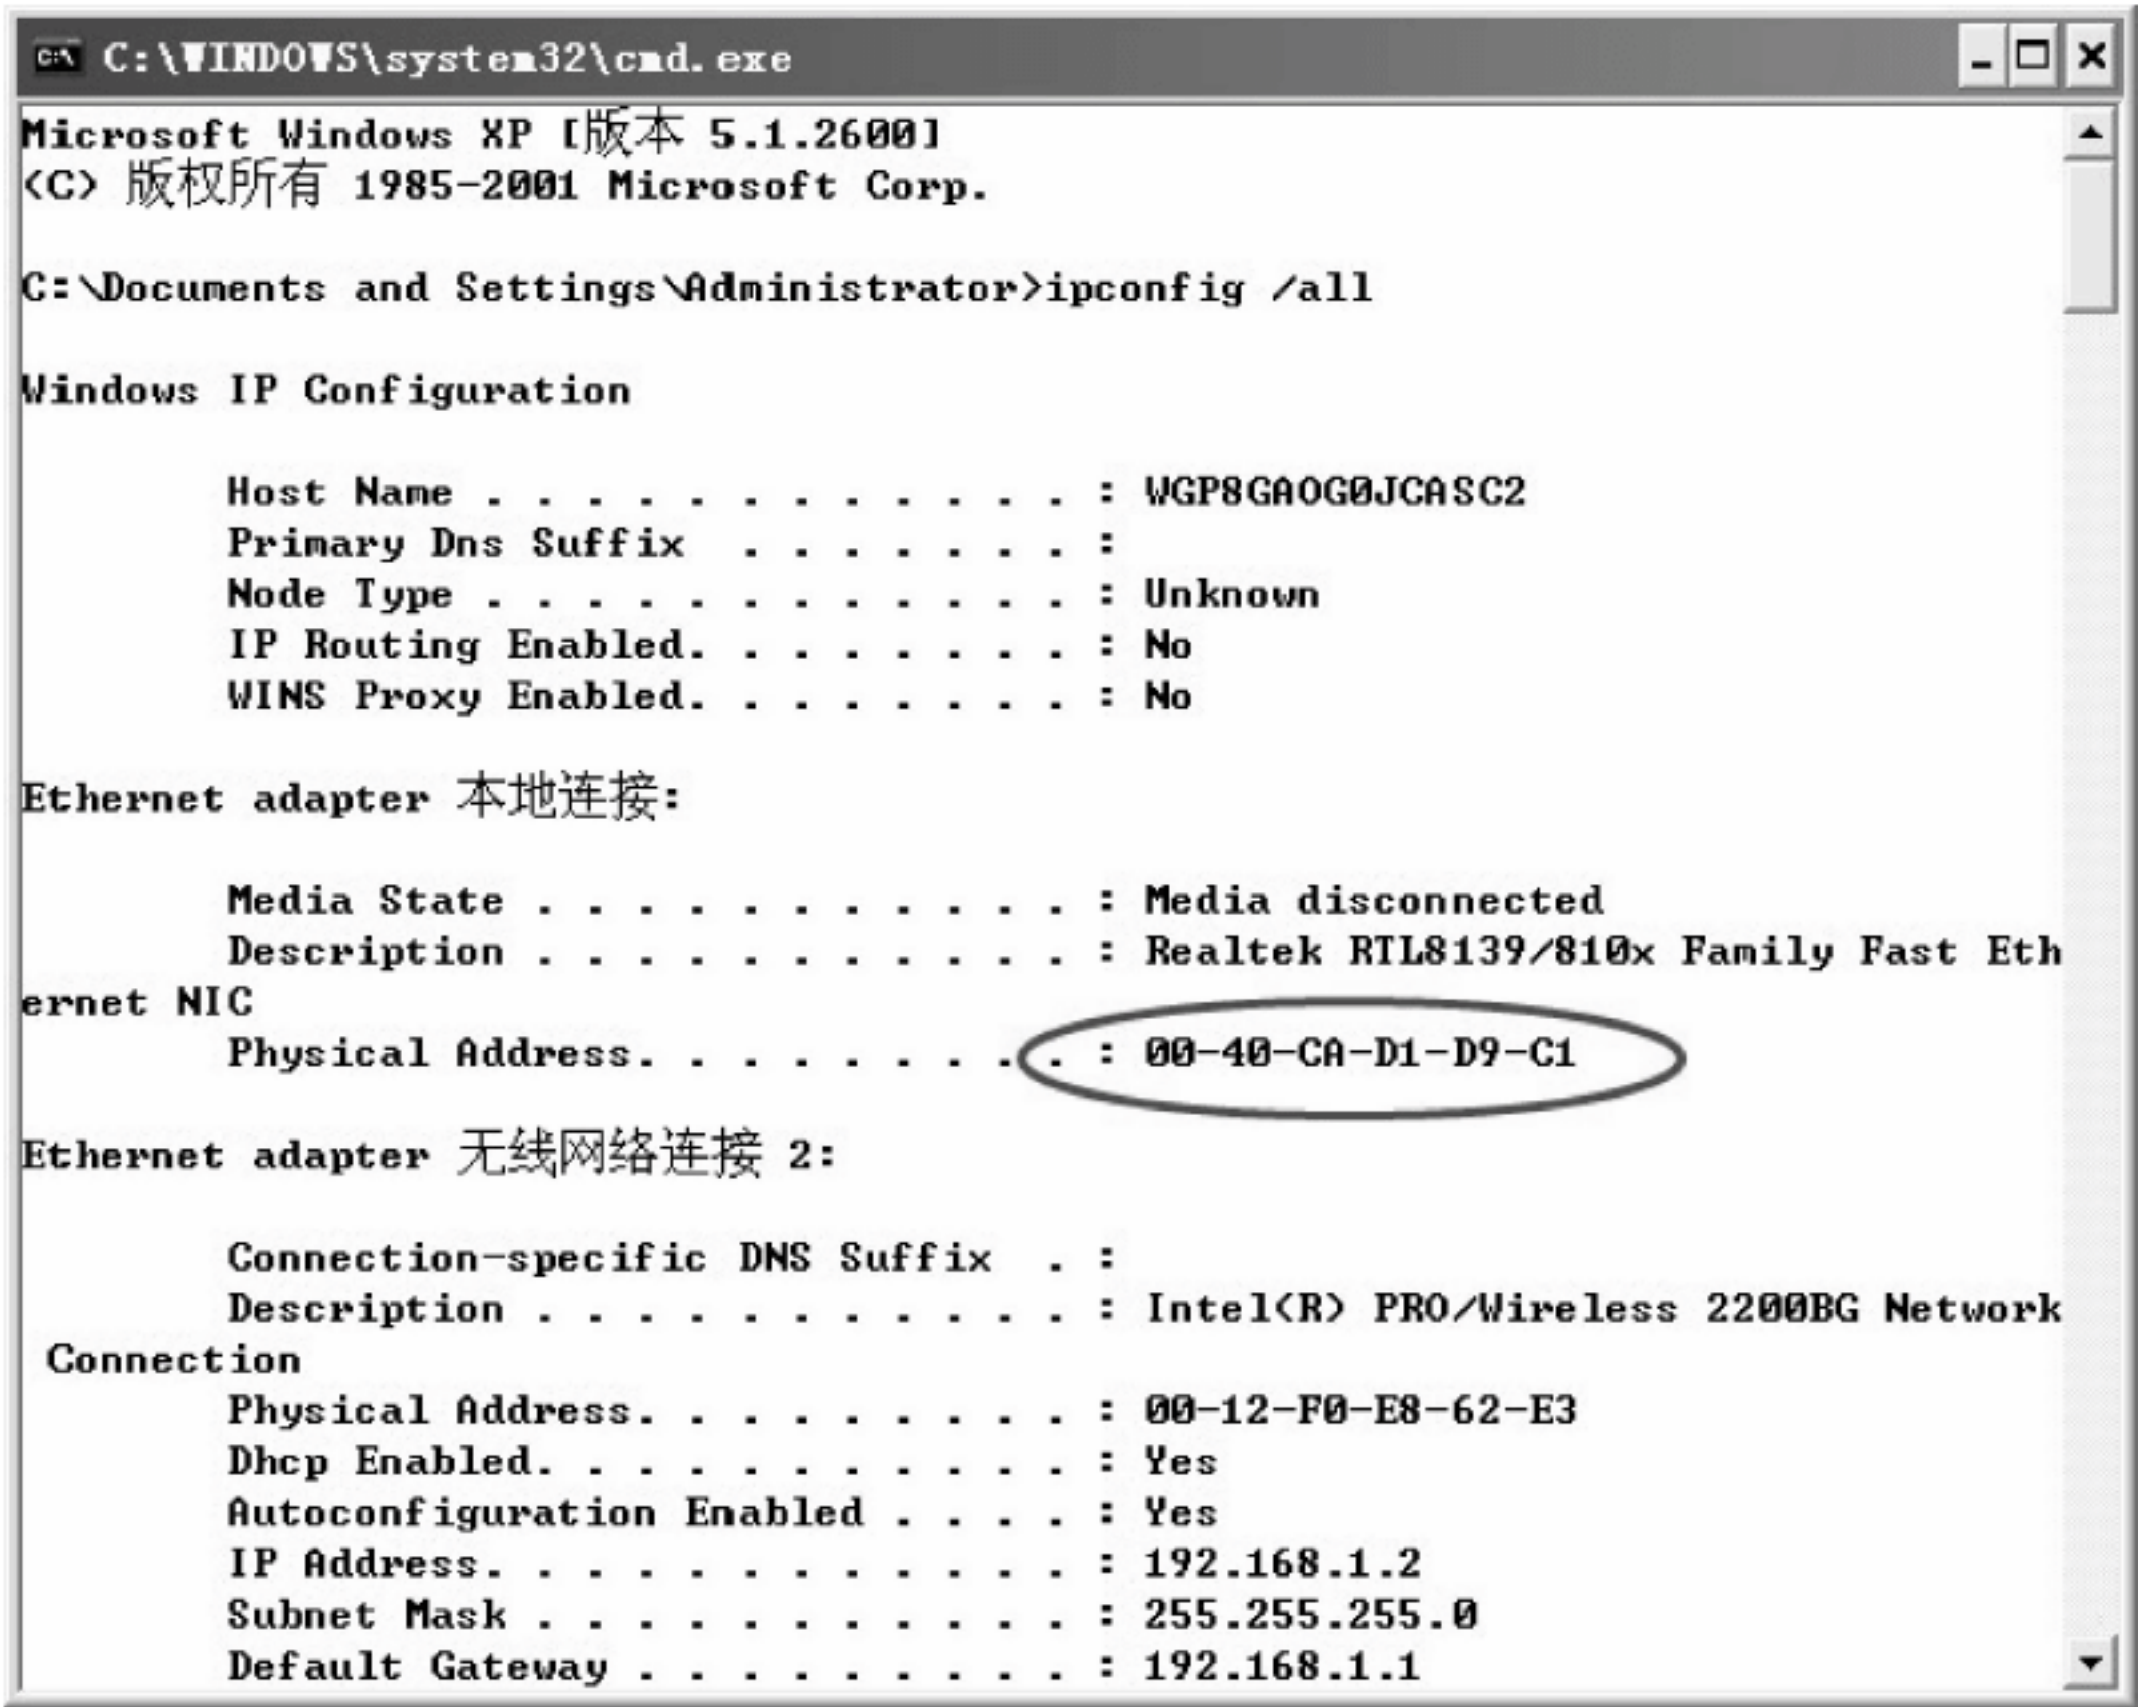 C:\WINDOWS\system32\cmd.exe
Microsoft Windows XP [版本 5.1.2600]
(C) 版权所有 1985-2001 Microsoft Corp.
C:\Documents and Settings\Administrator>ipconfig /all
Windows IP Configuration
Host Name . . . . . . . . . . . . : WGP8GAOG0JCASC2
Primary Dns Suffix  . . . . . . . :
Node Type . . . . . . . . . . . . : Unknown
IP Routing Enabled. . . . . . . . : No
WINS Proxy Enabled. . . . . . . . : No
Ethernet adapter 本地连接:
Media State . . . . . . . . . . . : Media disconnected
Description . . . . . . . . . . . : Realtek RTL8139/810x Family Fast Eth
ernet NIC
Physical Address. . . . . . . . . : 00-40-CA-D1-D9-C1
Ethernet adapter 无线网络连接 2:
Connection-specific DNS Suffix  . :
Description . . . . . . . . . . . : Intel(R) PRO/Wireless 2200BG Network
Connection
Physical Address. . . . . . . . . : 00-12-F0-E8-62-E3
Dhcp Enabled. . . . . . . . . . . : Yes
Autoconfiguration Enabled . . . . : Yes
IP Address. . . . . . . . . . . . : 192.168.1.2
Subnet Mask . . . . . . . . . . . : 255.255.255.0
Default Gateway . . . . . . . . . : 192.168.1.1